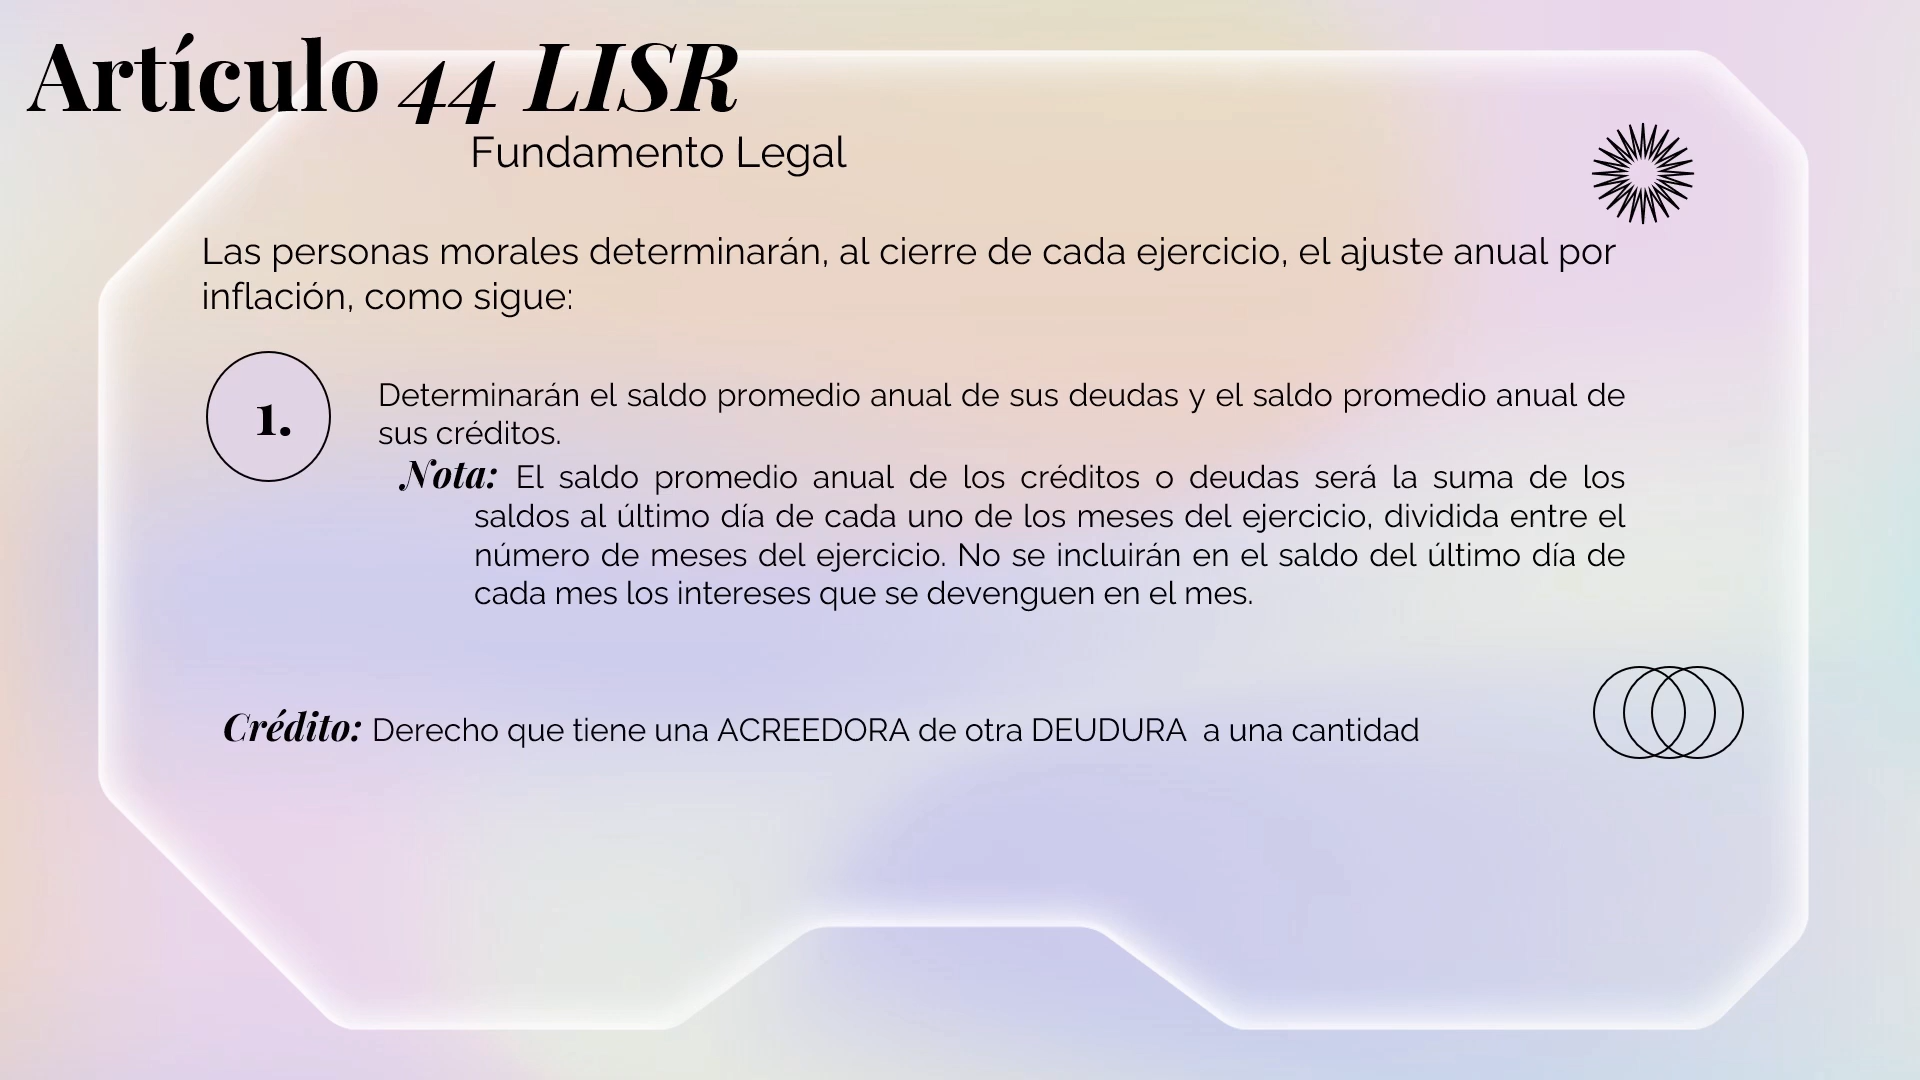 Artículo 44 LISR
Fundamento Legal
Las personas morales determinarán, al cierre de cada ejercicio, el ajuste anual por
inflación, como sigue:
1.
Determinarán el saldo promedio anual de sus deudas y el saldo promedio anual de
sus créditos.
Nota: El saldo promedio anual de los créditos o deudas será la suma de los
saldos al último día de cada uno de los meses del ejercicio, dividida entre el
número de meses del ejercicio. No se incluirán en el saldo del último día de
cada mes los intereses que se devenguen en el mes.
Crédito: Derecho que tiene una ACREEDORA de otra DEUDURA a una cantidad